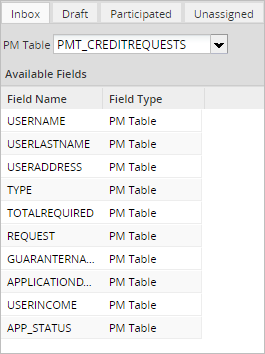 Inbox Draft Participated Unassigned
PM Table PMT_CREDITREQUESTS
Available Fields
Field Name Field Type
USERNAME PM Table
USERLASTNAME PM Table
USERADDRESS PM Table
TYPE PM Table
TOTALREQUIRED PM Table
REQUEST PM Table
GUARANTERNA... PM Table
APPLICATIOND... PM Table
USERINCOME PM Table
APP_STATUS PM Table